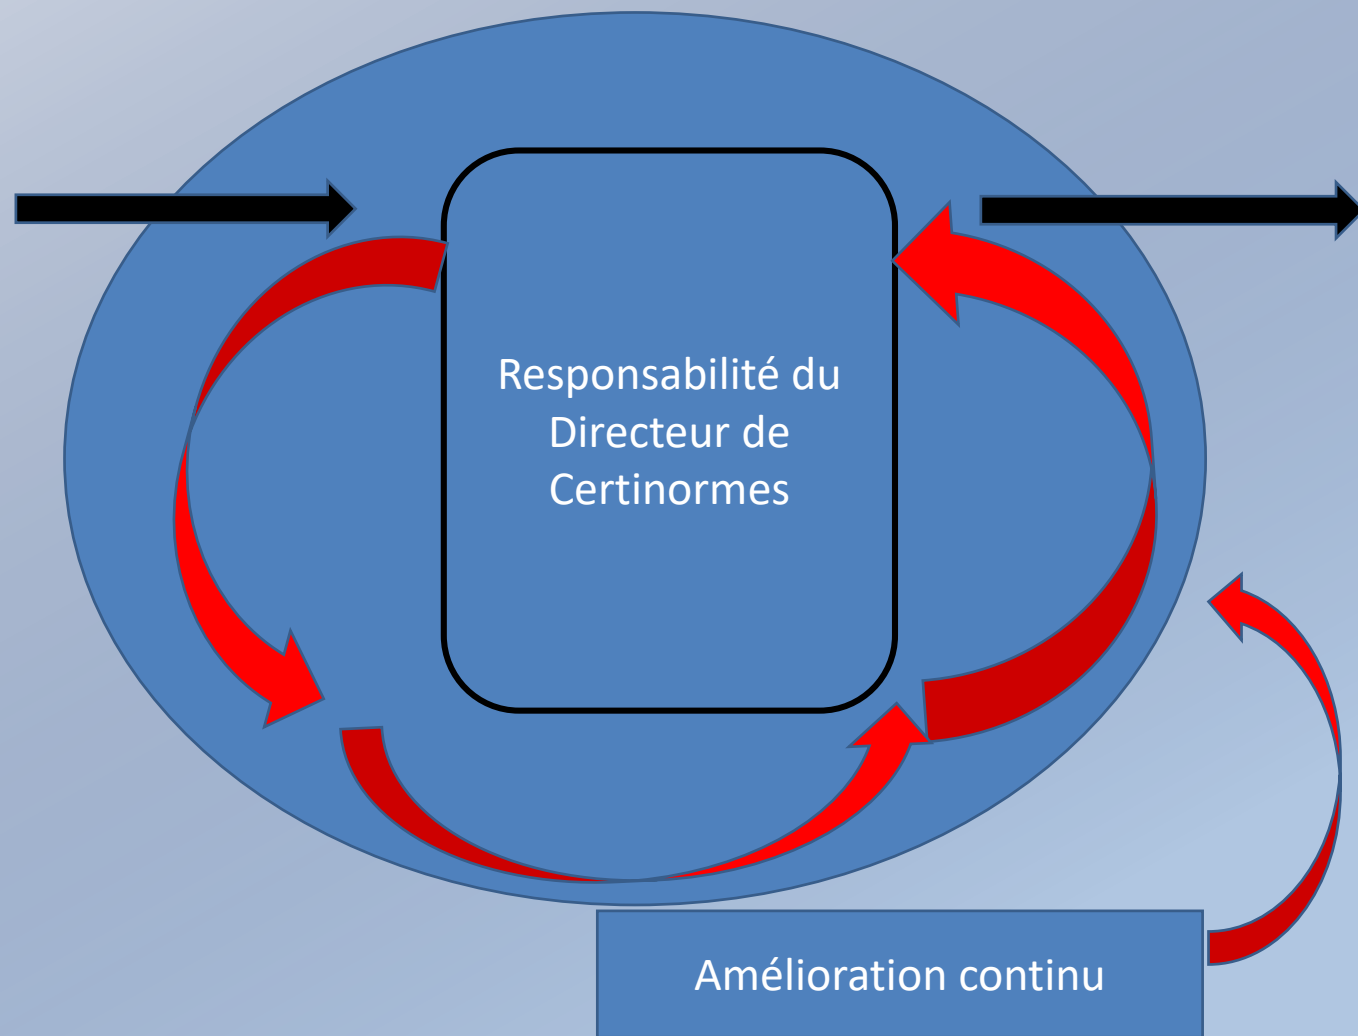 Responsabilité du
Directeur de
Certinormes
Amélioration continu